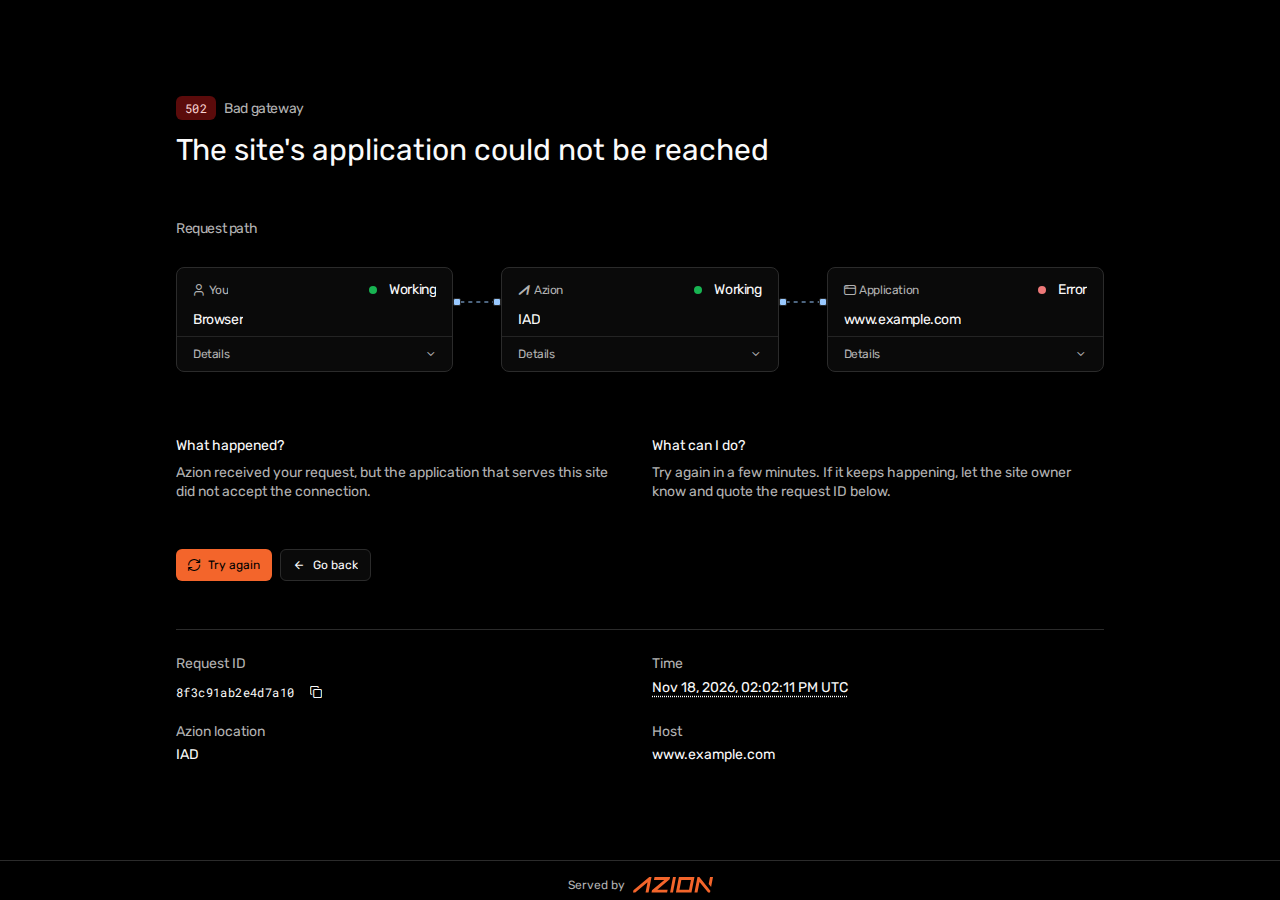 502 Bad gateway
The site's application could not be reached
Request path
You Working
Browser
Details
Azion Working
IAD
Details
Application Error
www.example.com
Details
What happened?
Azion received your request, but the application that serves this site
did not accept the connection.
What can I do?
Try again in a few minutes. If it keeps happening, let the site owner
know and quote the request ID below.
Try again
Go back
Request ID
8f3c91ab2e4d7a10
Time
Nov 18, 2026, 02:02:11 PM UTC
Azion location
IAD
Host
www.example.com
Served by AZION